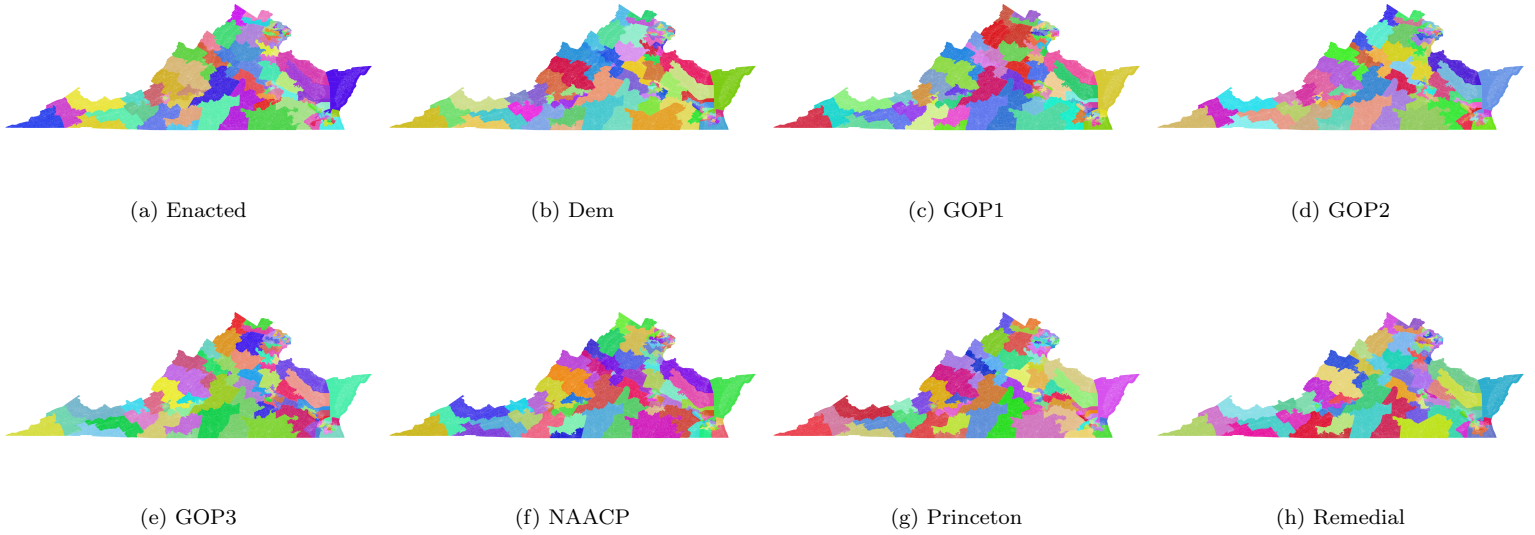 (a) Enacted
(b) Dem
(c) GOP1
(d) GOP2
(e) GOP3
(f) NAACP
(g) Princeton
(h) Remedial